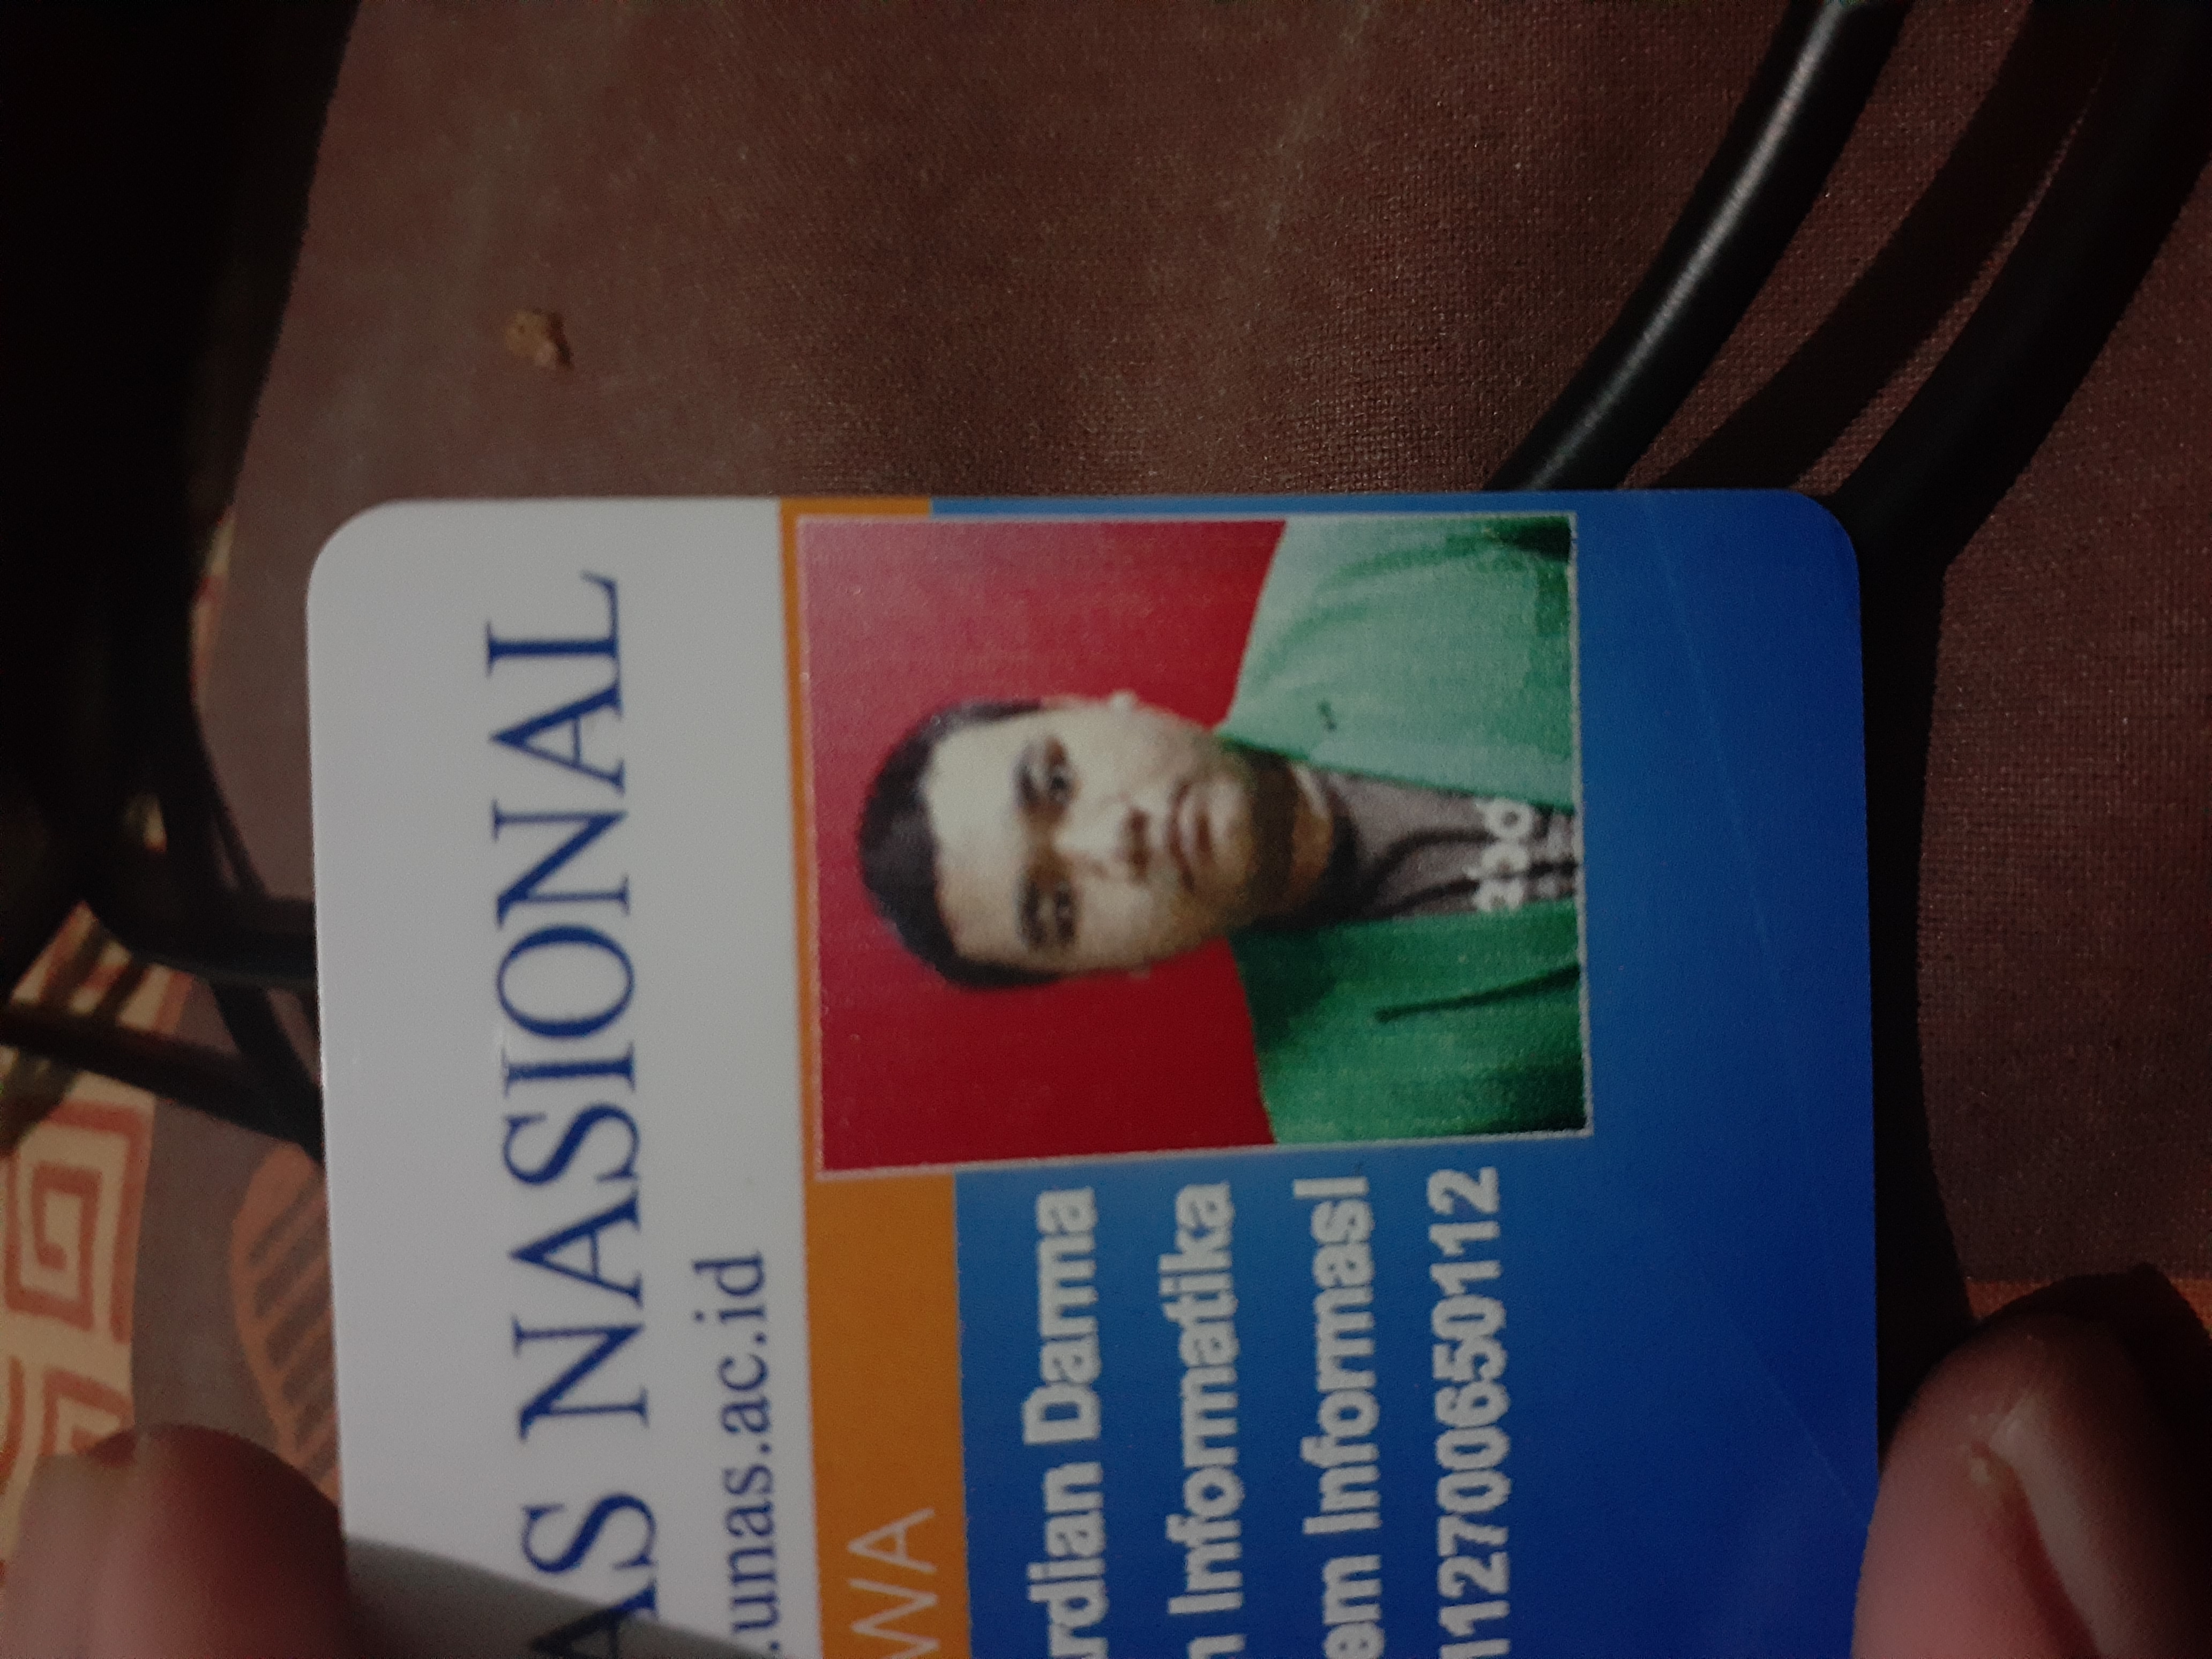 AS NASIONAL
.unas.ac.id
WA
rdian Darma
n Informatika
em Informasi
112700650112